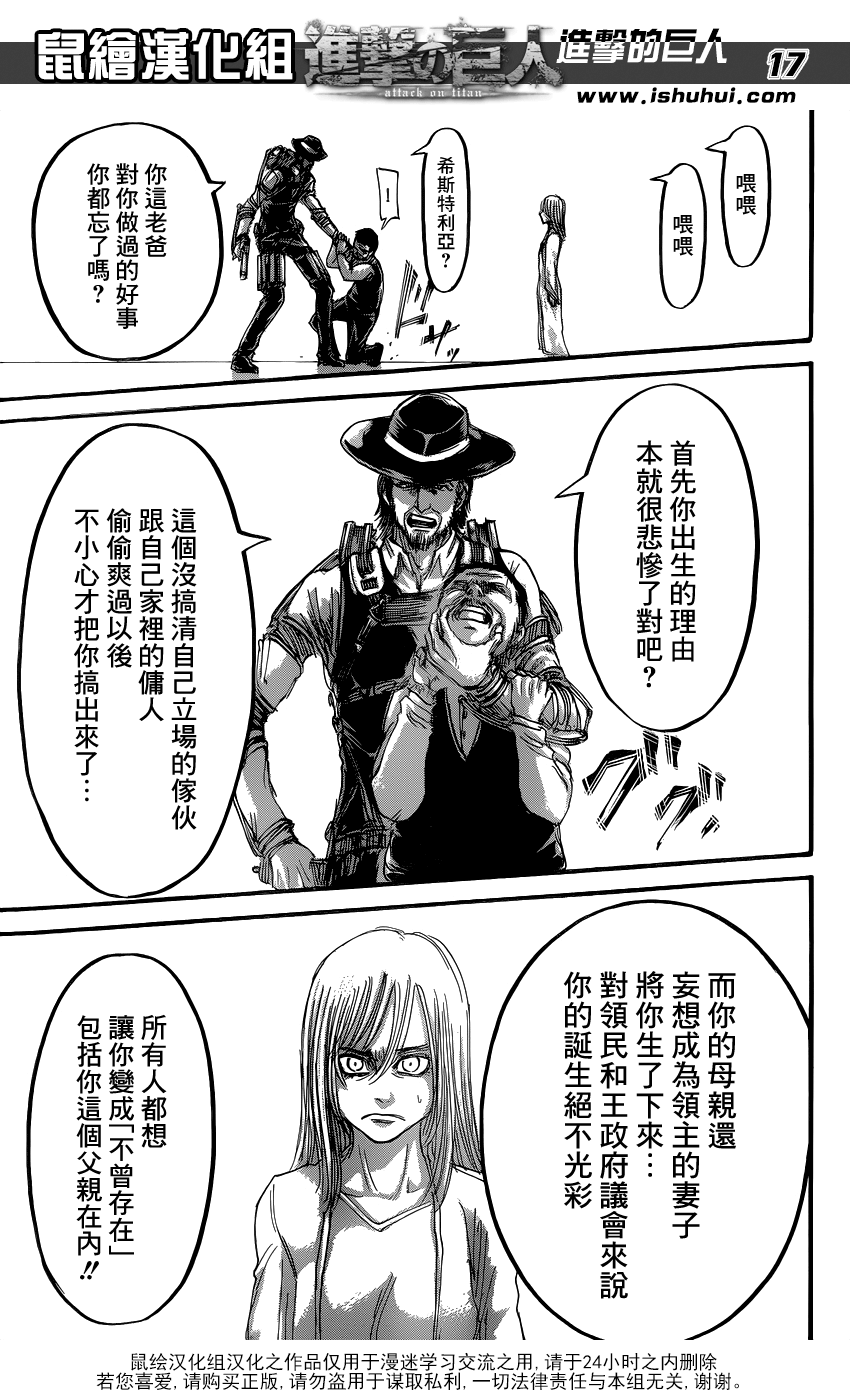 鼠繪漢化組
進撃の巨人
attack on titan
進擊的巨人
17
www.ishuhui.com
喂喂
喂喂
希斯特利亞?
!
你這老爸
對你做過的好事
你都忘了嗎?
首先你出生的理由
本就很悲慘了對吧?
這個沒搞清自己立場的傢伙
跟自己家裡的傭人
偷偷爽過以後
不小心才把你搞出來了…
グググ
而你的母親還
妄想成為領主的妻子
將你生了下來…
對領民和王政府議會來說
你的誕生絕不光彩
所有人都想
讓你變成「不曾存在」
包括你這個父親在內!!
鼠绘汉化组汉化之作品仅用于漫迷学习交流之用,请于24小时之内删除
若您喜爱,请购买正版,请勿盗用于谋取私利,一切法律责任与本组无关,谢谢。